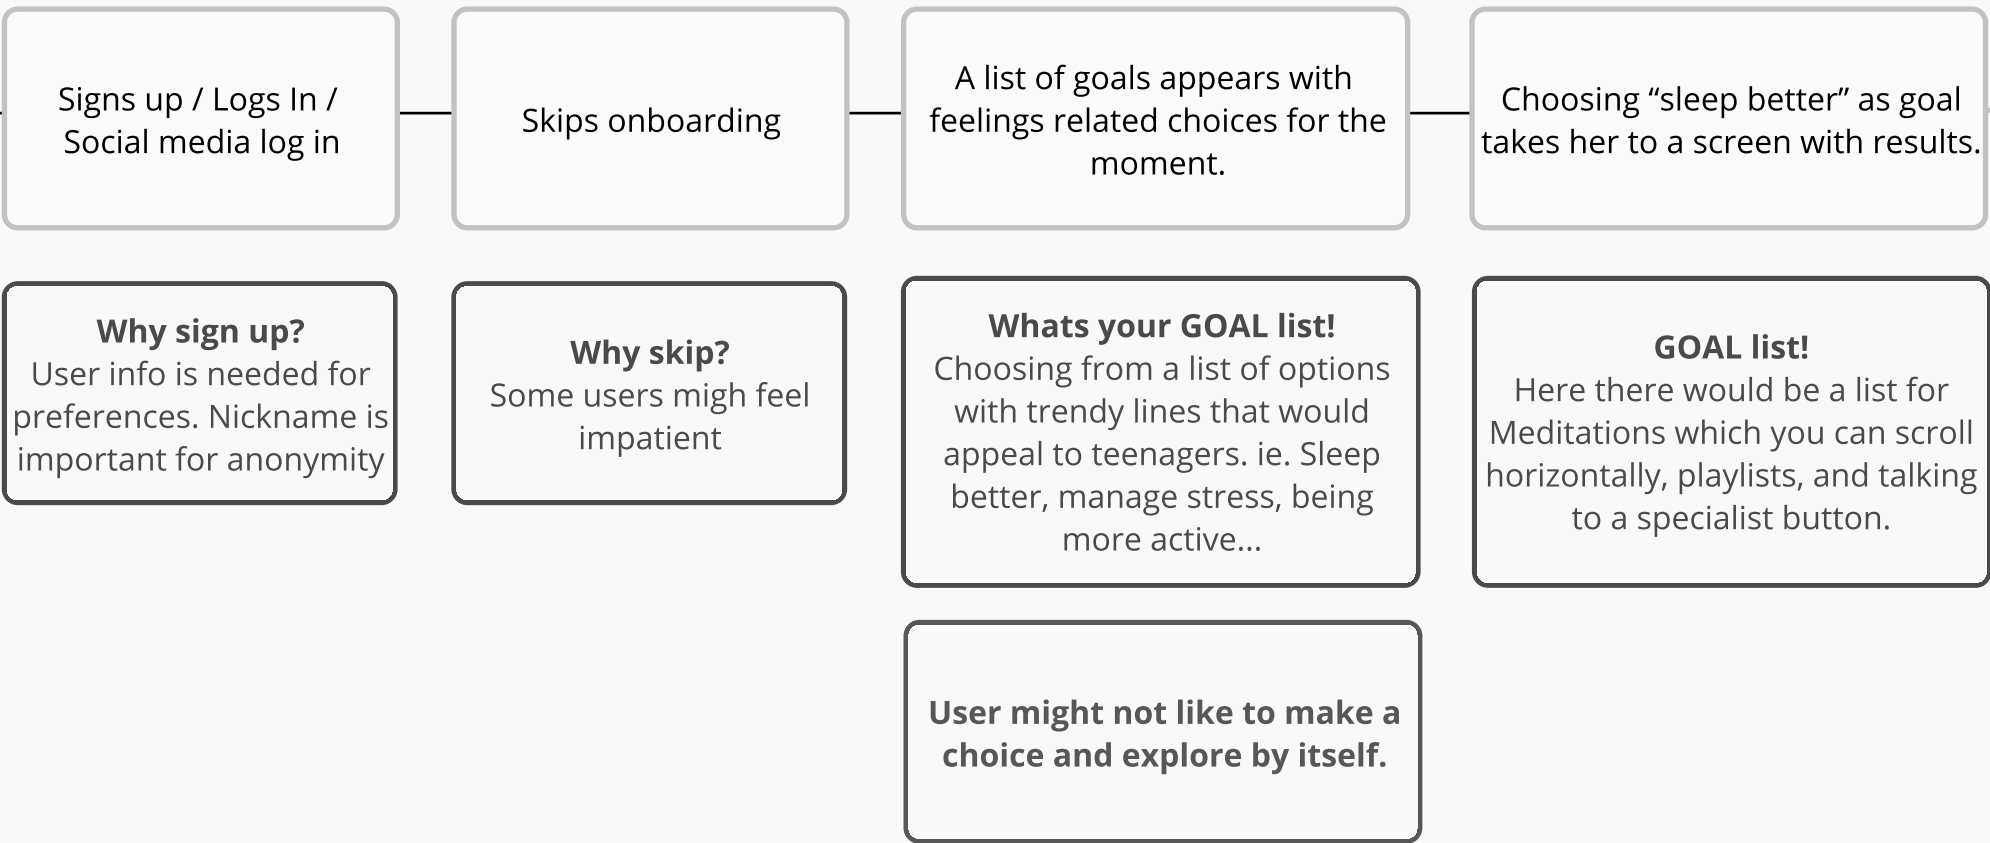 Signs up / Logs In /
Social media log in
Skips onboarding
A list of goals appears with
feelings related choices for the
moment.
Choosing “sleep better” as goal
takes her to a screen with results.
Why sign up?
User info is needed for
preferences. Nickname is
important for anonymity
Why skip?
Some users migh feel
impatient
Whats your GOAL list!
Choosing from a list of options
with trendy lines that would
appeal to teenagers. ie. Sleep
better, manage stress, being
more active...
GOAL list!
Here there would be a list for
Meditations which you can scroll
horizontally, playlists, and talking
to a specialist button.
User might not like to make a
choice and explore by itself.